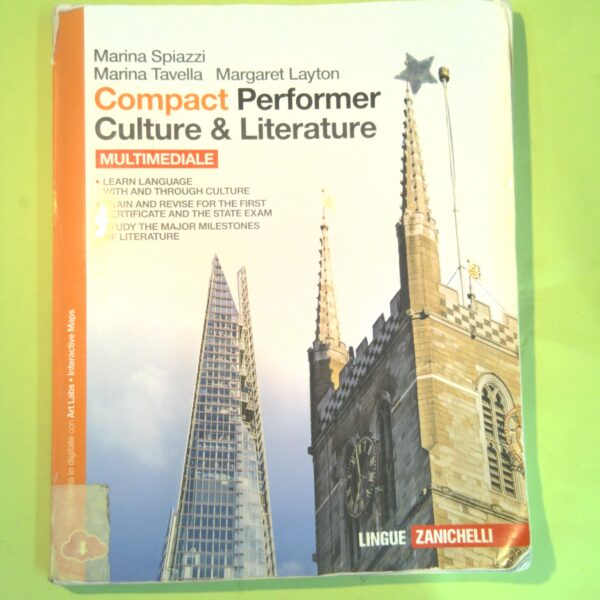 Marina Spiazzi
Marina Tavella Margaret Layton
Compact Performer
Culture & Literature
MULTIMEDIALE
• LEARN LANGUAGE
WITH AND THROUGH CULTURE
TRAIN AND REVISE FOR THE FIRST
CERTIFICATE AND THE STATE EXAM
STUDY THE MAJOR MILESTONES
OF LITERATURE
in digitale con Art Labs • Interactive Maps
LINGUE ZANICHELLI